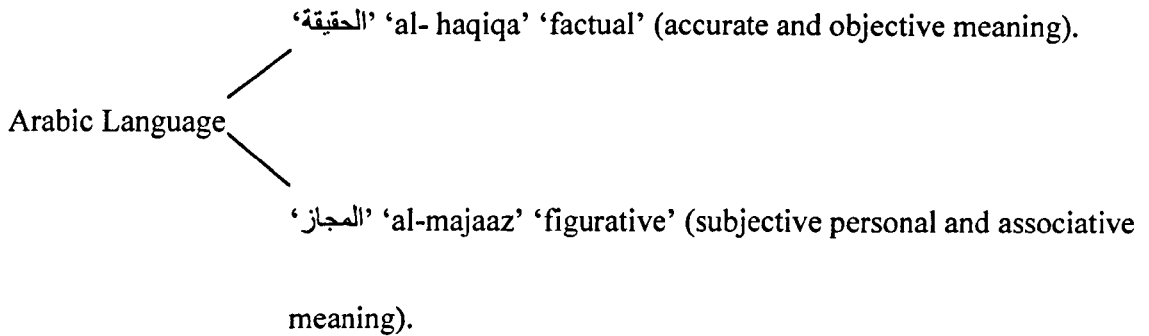 ‘الحقيقة’ ‘al- haqiqa’ ‘factual’ (accurate and objective meaning).
Arabic Language
‘المجاز’ ‘al-majaaz’ ‘figurative’ (subjective personal and associative
meaning).